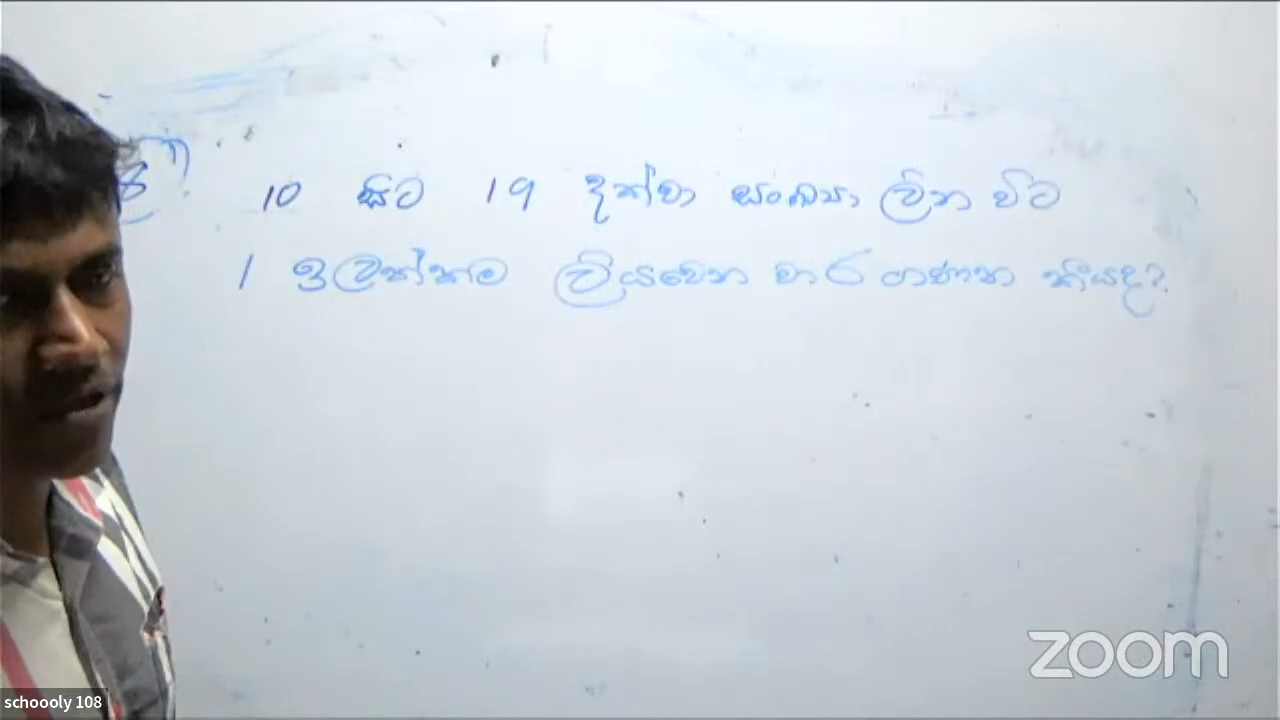 10 සිට 19 දක්වා සංඛ්‍යා ලියන විට
1 ඉලක්කම ලියවෙන වාර ගණන කීයද?
zoom
schoooly 108